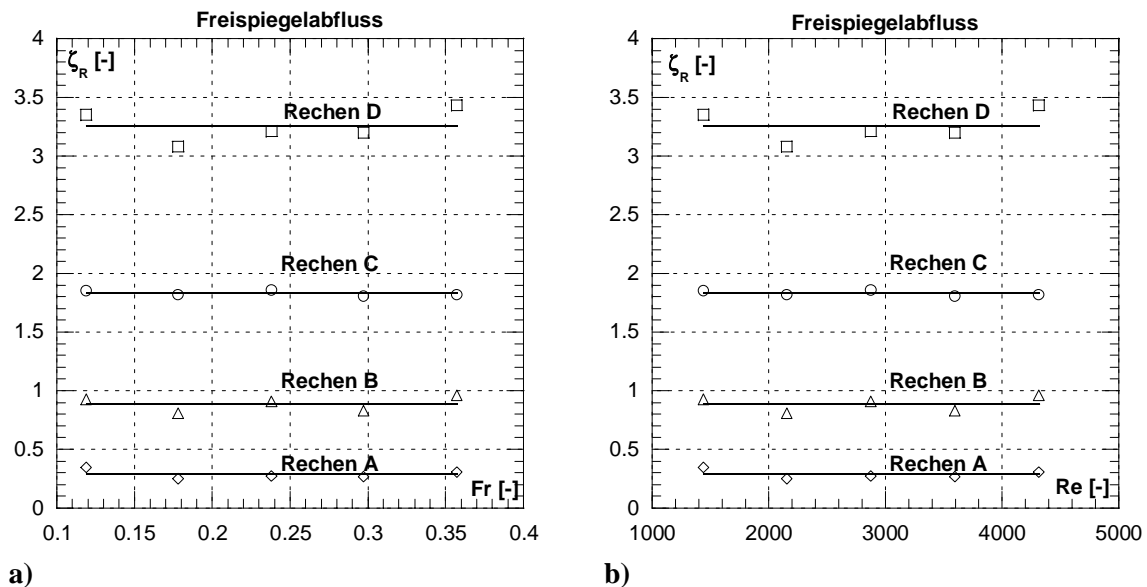 Freispiegelabfluss
4
ζR [-]
3.5
Rechen D
3
2.5
Rechen C
2
1.5
Rechen B
1
0.5
Rechen A
Fr [-]
0
0.1 0.15 0.2 0.25 0.3 0.35 0.4
a)
Freispiegelabfluss
4
ζR [-]
3.5
Rechen D
3
2.5
Rechen C
2
1.5
Rechen B
1
0.5
Rechen A
Re [-]
0
1000 2000 3000 4000 5000
b)